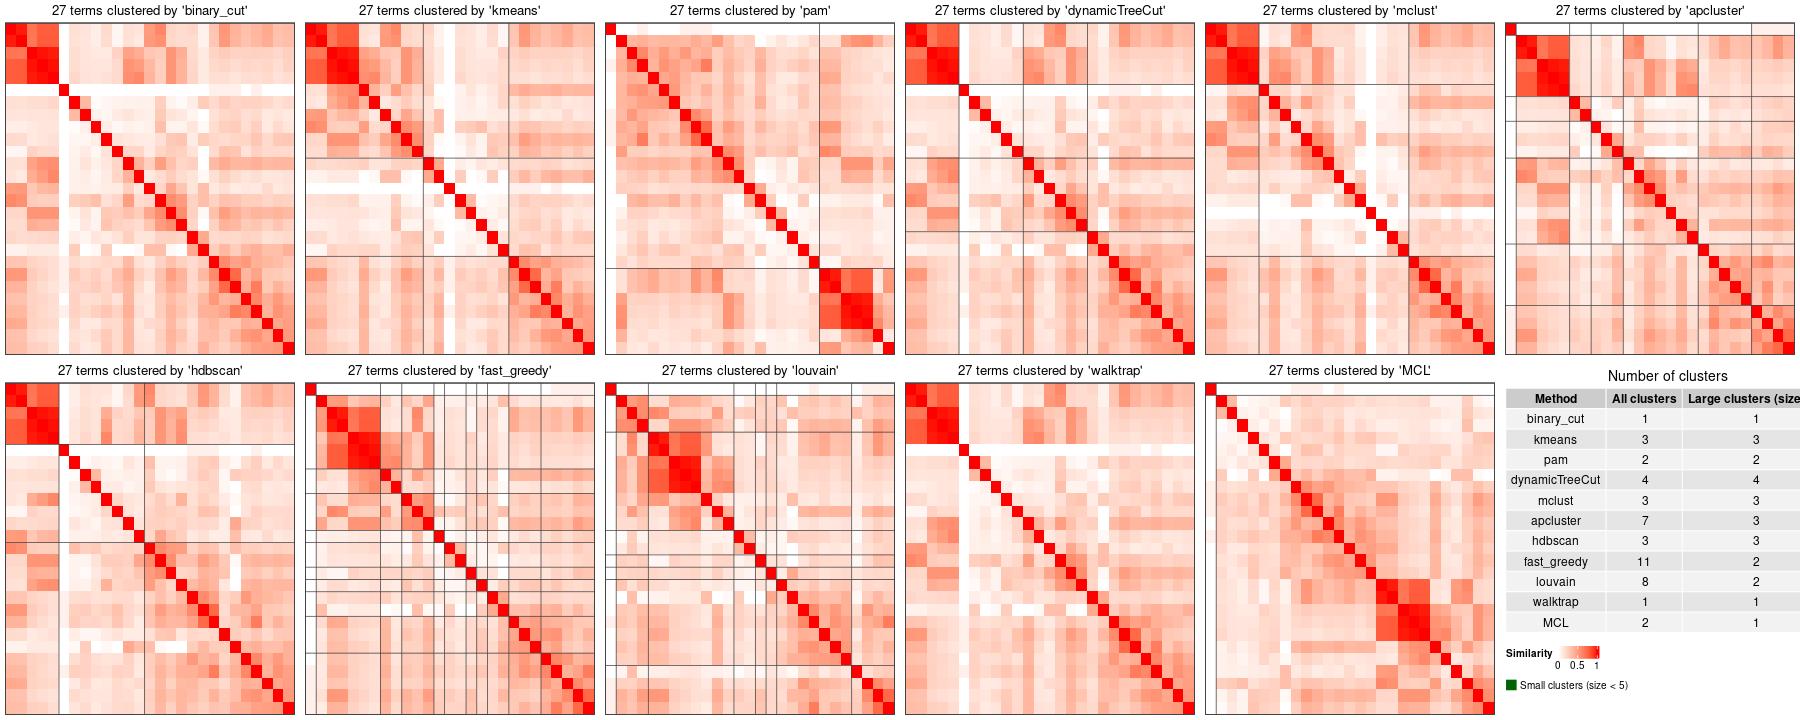 27 terms clustered by 'binary_cut'
27 terms clustered by 'kmeans'
27 terms clustered by 'pam'
27 terms clustered by 'dynamicTreeCut'
27 terms clustered by 'mclust'
27 terms clustered by 'apcluster'
27 terms clustered by 'hdbscan'
27 terms clustered by 'fast_greedy'
27 terms clustered by 'louvain'
27 terms clustered by 'walktrap'
27 terms clustered by 'MCL'
Number of clusters
Method All clusters Large clusters (size
binary_cut 1 1
kmeans 3 3
pam 2 2
dynamicTreeCut 4 4
mclust 3 3
apcluster 7 3
hdbscan 3 3
fast_greedy 11 2
louvain 8 2
walktrap 1 1
MCL 2 1
Similarity
0 0.5 1
Small clusters (size < 5)